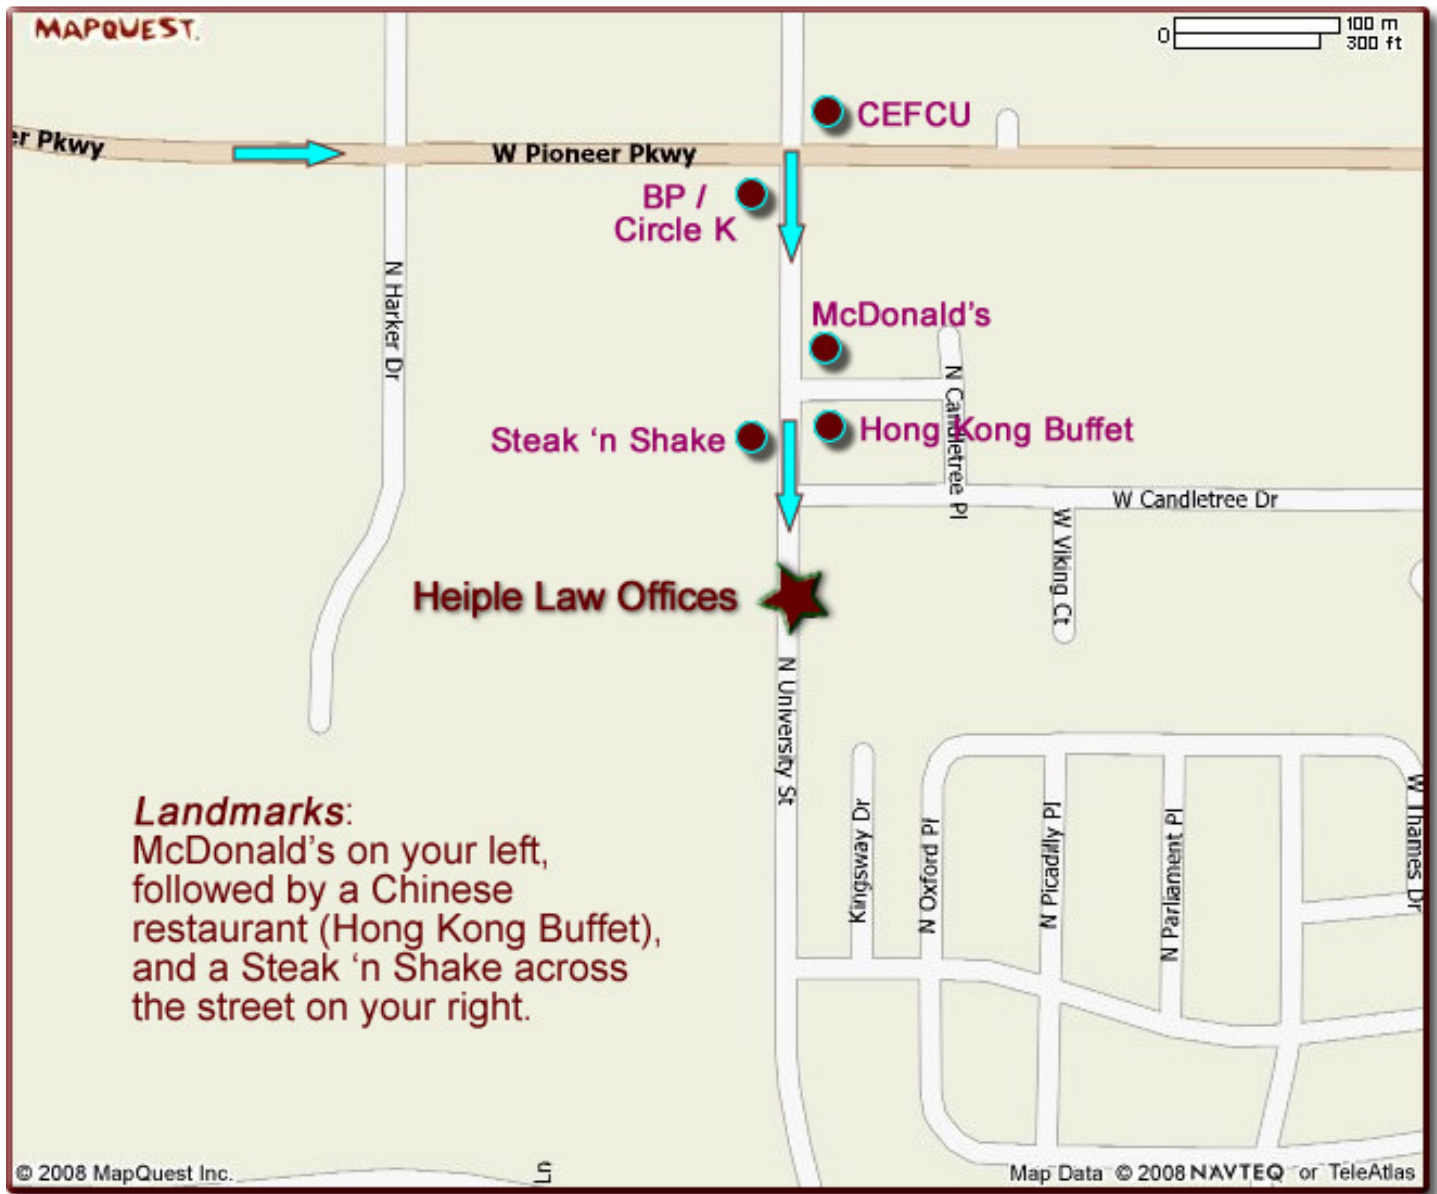 MAPQUEST.
0
100 m
300 ft
CEFCU
er Pkwy
W Pioneer Pkwy
BP /
Circle K
N Harker Dr
McDonald's
N Candletree Pl
Steak ‘n Shake
Hong Kong Buffet
W Candletree Dr
W Viking Ct
Heiple Law Offices
N University St
Kingsway Dr
N Oxford Pl
N Picadilly Pl
N Parliament Pl
W Thames Dr
Landmarks:
McDonald's on your left,
followed by a Chinese
restaurant (Hong Kong Buffet),
and a Steak ‘n Shake across
the street on your right.
© 2008 MapQuest Inc.
Map Data © 2008 NAVTEQ or TeleAtlas